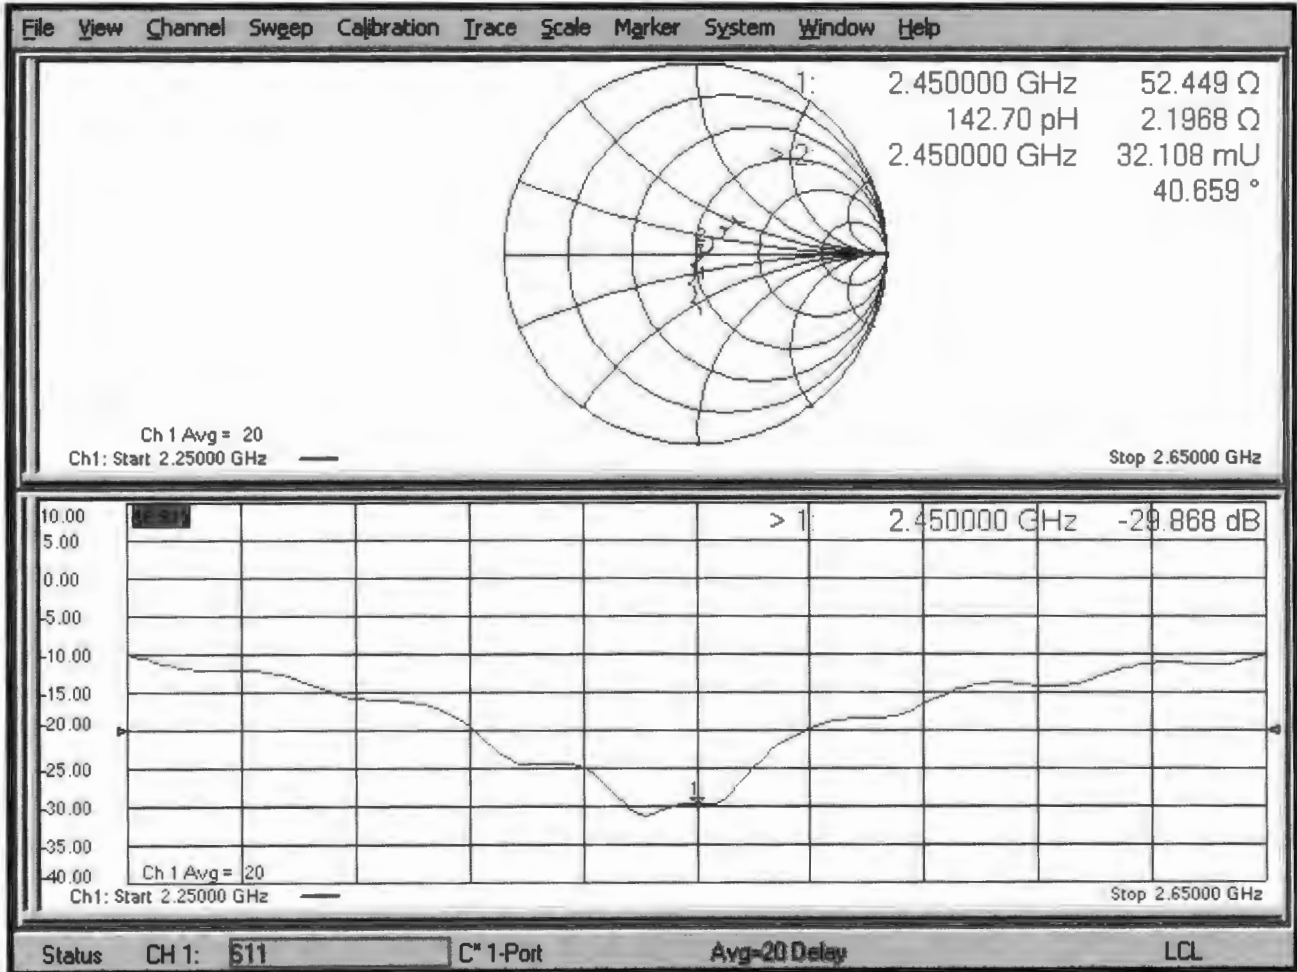 File View Channel Sweep Calibration Trace Scale Marker System Window Help
1: 2.450000 GHz 52.449 Ω
142.70 pH 2.1968 Ω
> 2: 2.450000 GHz 32.108 mU
40.659 °
Ch 1 Avg = 20
Ch1: Start 2.25000 GHz
Stop 2.65000 GHz
10.00
> 1: 2.450000 GHz -29.868 dB
5.00
0.00
-5.00
-10.00
-15.00
-20.00
-25.00
1
-30.00
-35.00
-40.00
Ch 1 Avg = 20
Ch1: Start 2.25000 GHz
Stop 2.65000 GHz
Status CH 1: S11 C* 1-Port Avg=20 Delay LCL